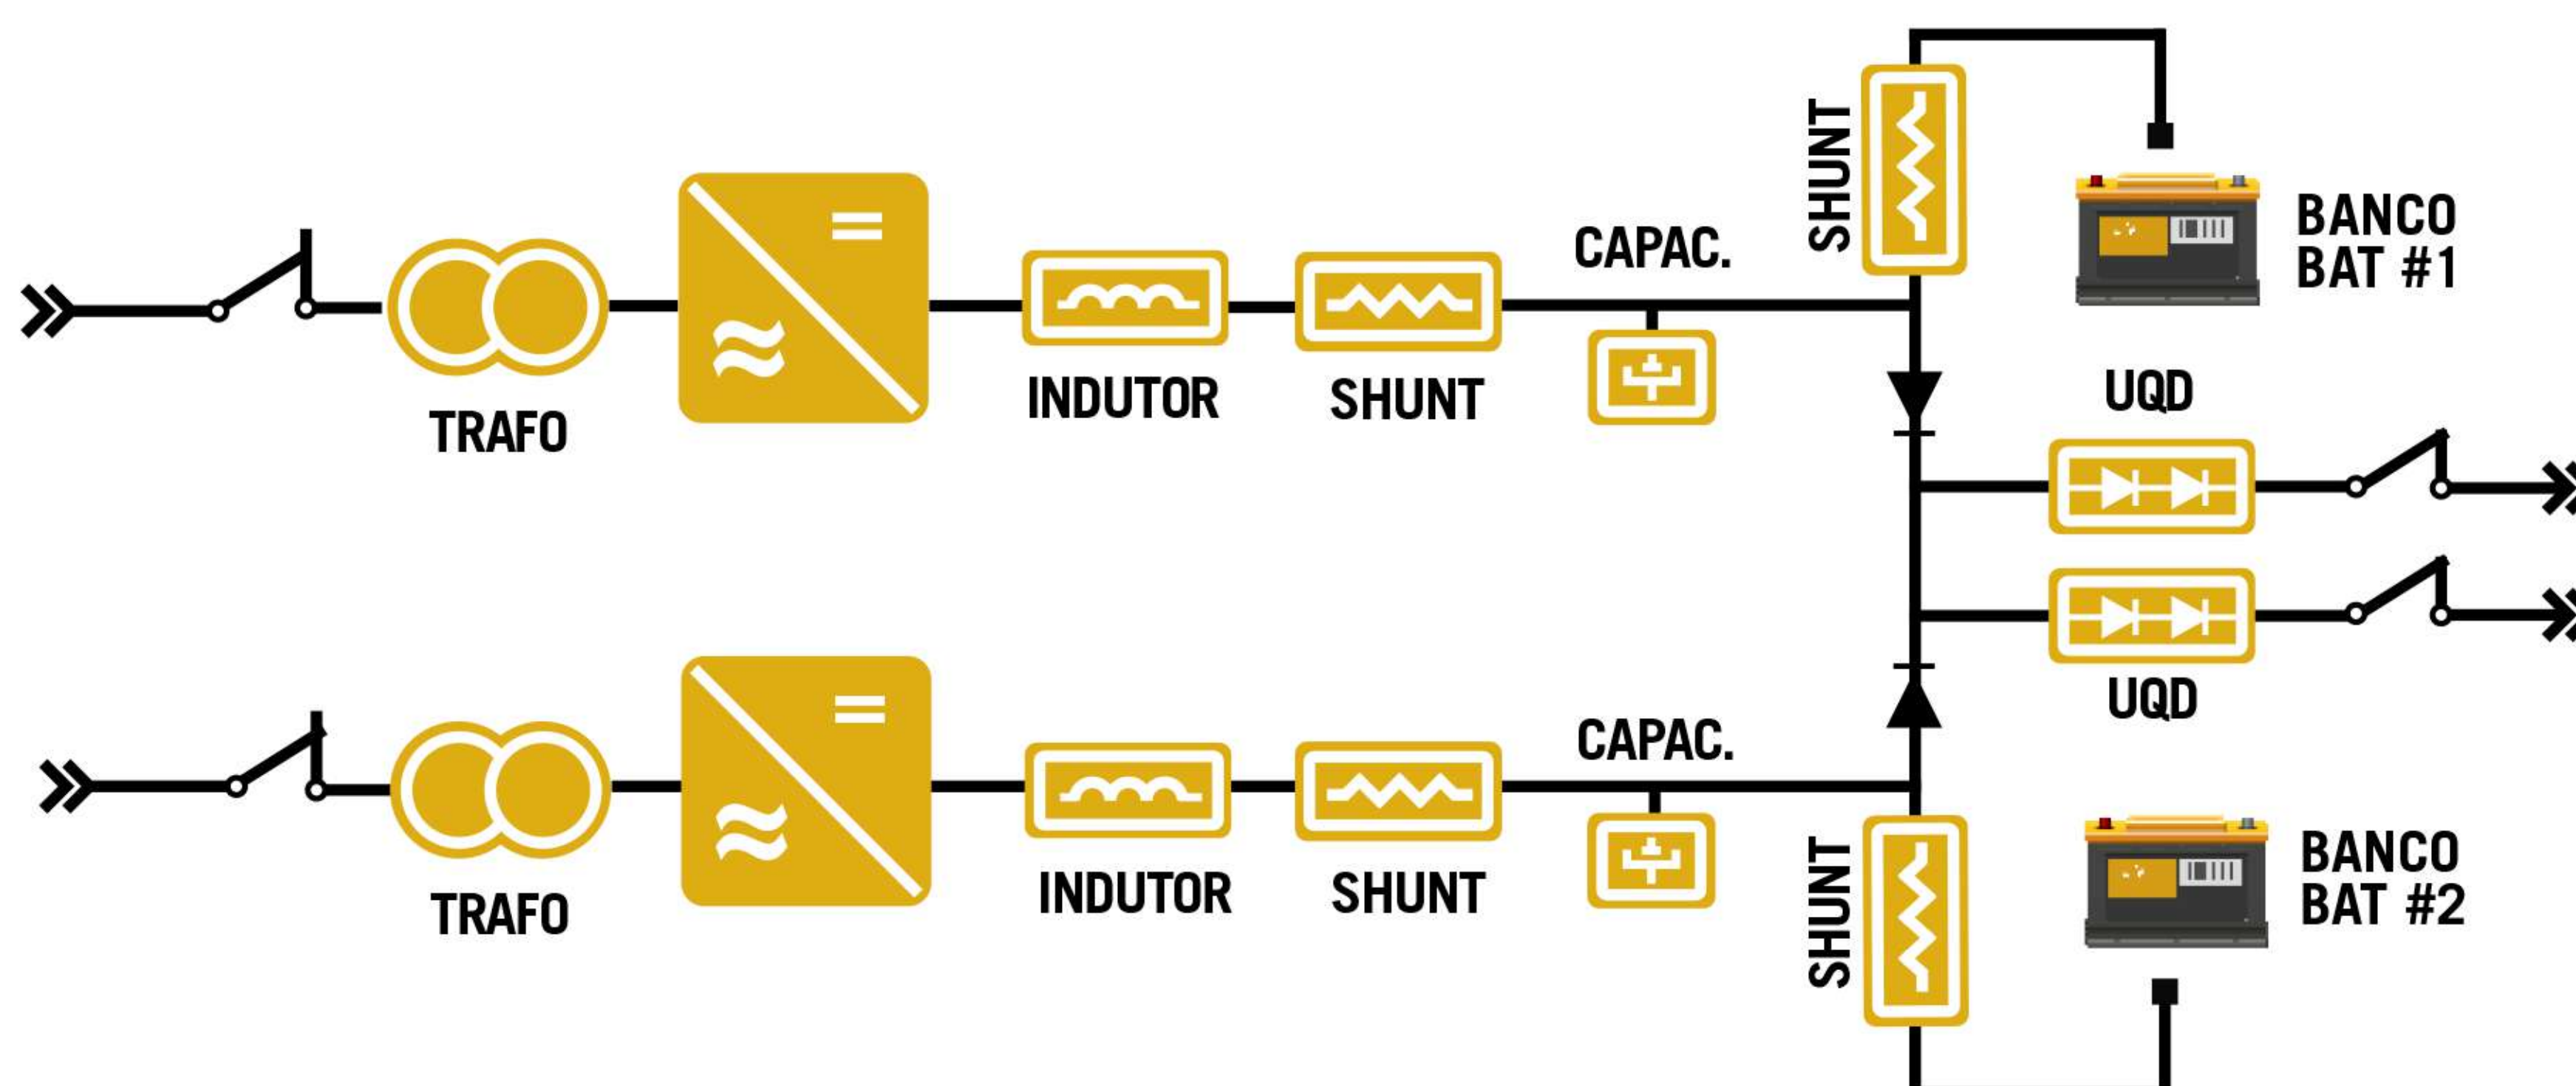 SHUNT
BANCO
BAT #1
CAPAC.
TRAFO
INDUTOR
SHUNT
UQD
UQD
CAPAC.
TRAFO
INDUTOR
SHUNT
SHUNT
BANCO
BAT #2